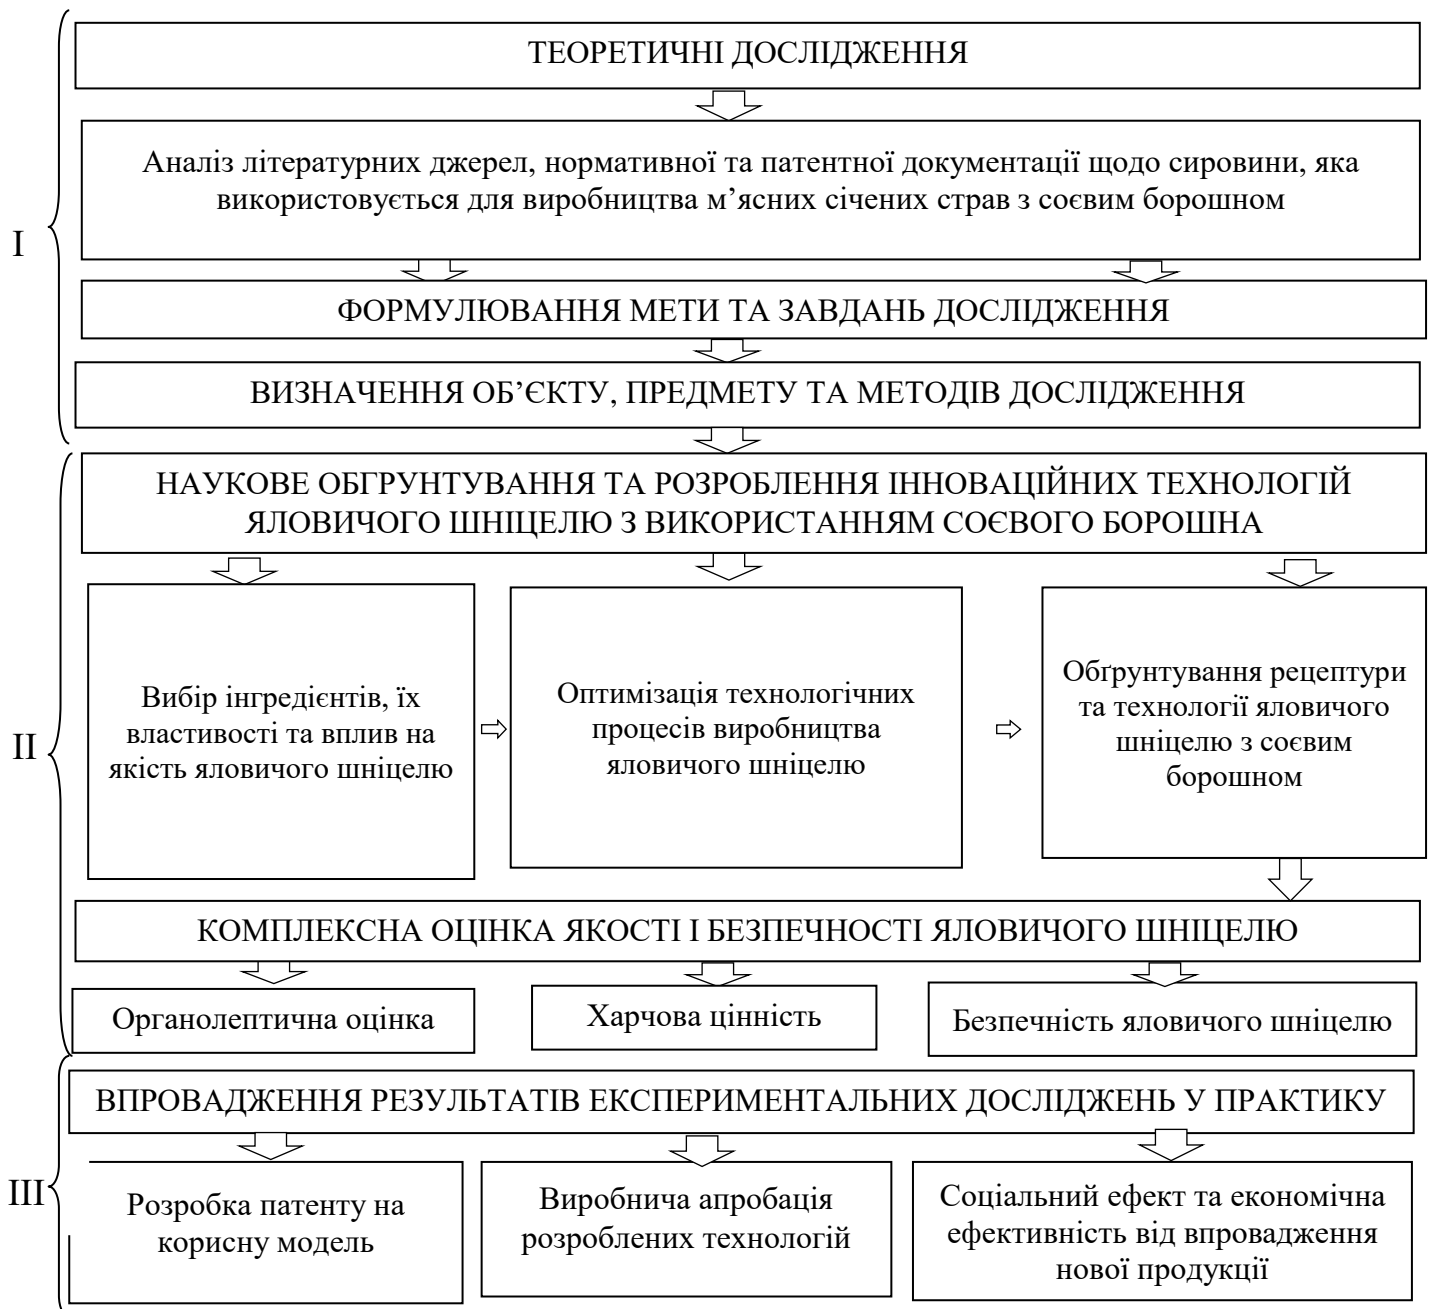 ТЕОРЕТИЧНІ ДОСЛІДЖЕННЯ
Аналіз літературних джерел, нормативної та патентної документації щодо сировини, яка
використовується для виробництва м’ясних січених страв з соєвим борошном
I
ФОРМУЛЮВАННЯ МЕТИ ТА ЗАВДАНЬ ДОСЛІДЖЕННЯ
ВИЗНАЧЕННЯ ОБ’ЄКТУ, ПРЕДМЕТУ ТА МЕТОДІВ ДОСЛІДЖЕННЯ
НАУКОВЕ ОБГРУНТУВАННЯ ТА РОЗРОБЛЕННЯ ІННОВАЦІЙНИХ ТЕХНОЛОГІЙ
ЯЛОВИЧОГО ШНІЦЕЛЮ З ВИКОРИСТАННЯМ СОЄВОГО БОРОШНА
II
Вибір інгредієнтів, їх
властивості та вплив на
якість яловичого шніцелю
Оптимізація технологічних
процесів виробництва
яловичого шніцелю
Обґрунтування рецептури
та технології яловичого
шніцелю з соєвим
борошном
КОМПЛЕКСНА ОЦІНКА ЯКОСТІ І БЕЗПЕЧНОСТІ ЯЛОВИЧОГО ШНІЦЕЛЮ
Органолептична оцінка
Харчова цінність
Безпечність яловичого шніцелю
ВПРОВАДЖЕННЯ РЕЗУЛЬТАТІВ ЕКСПЕРИМЕНТАЛЬНИХ ДОСЛІДЖЕНЬ У ПРАКТИКУ
III
Розробка патенту на
корисну модель
Виробнича апробація
розроблених технологій
Соціальний ефект та економічна
ефективність від впровадження
нової продукції